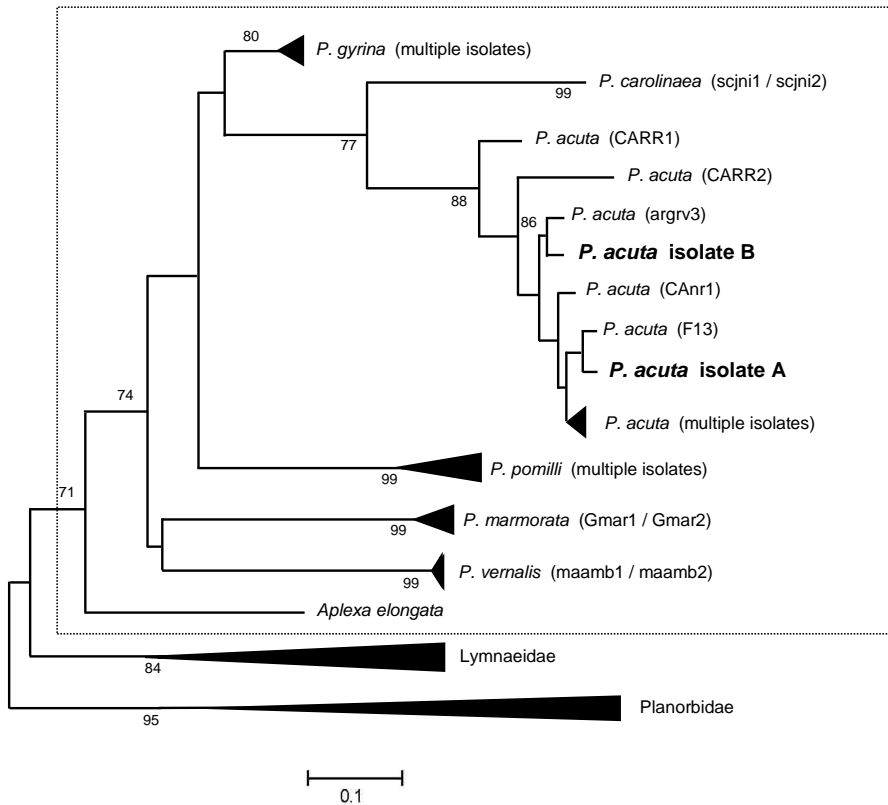 80
P. gyrina (multiple isolates)
P. carolinaea (scjni1 / scjni2)
99
77
P. acuta (CARR1)
P. acuta (CARR2)
88
86
P. acuta (argrv3)
P. acuta isolate B
P. acuta (CAnr1)
P. acuta (F13)
P. acuta isolate A
74
P. acuta (multiple isolates)
P. pomilli (multiple isolates)
99
71
P. marmorata (Gmar1 / Gmar2)
99
P. vernalis (maamb1 / maamb2)
99
Aplexa elongata
Lymnaeidae
84
Planorbidae
95
0.1